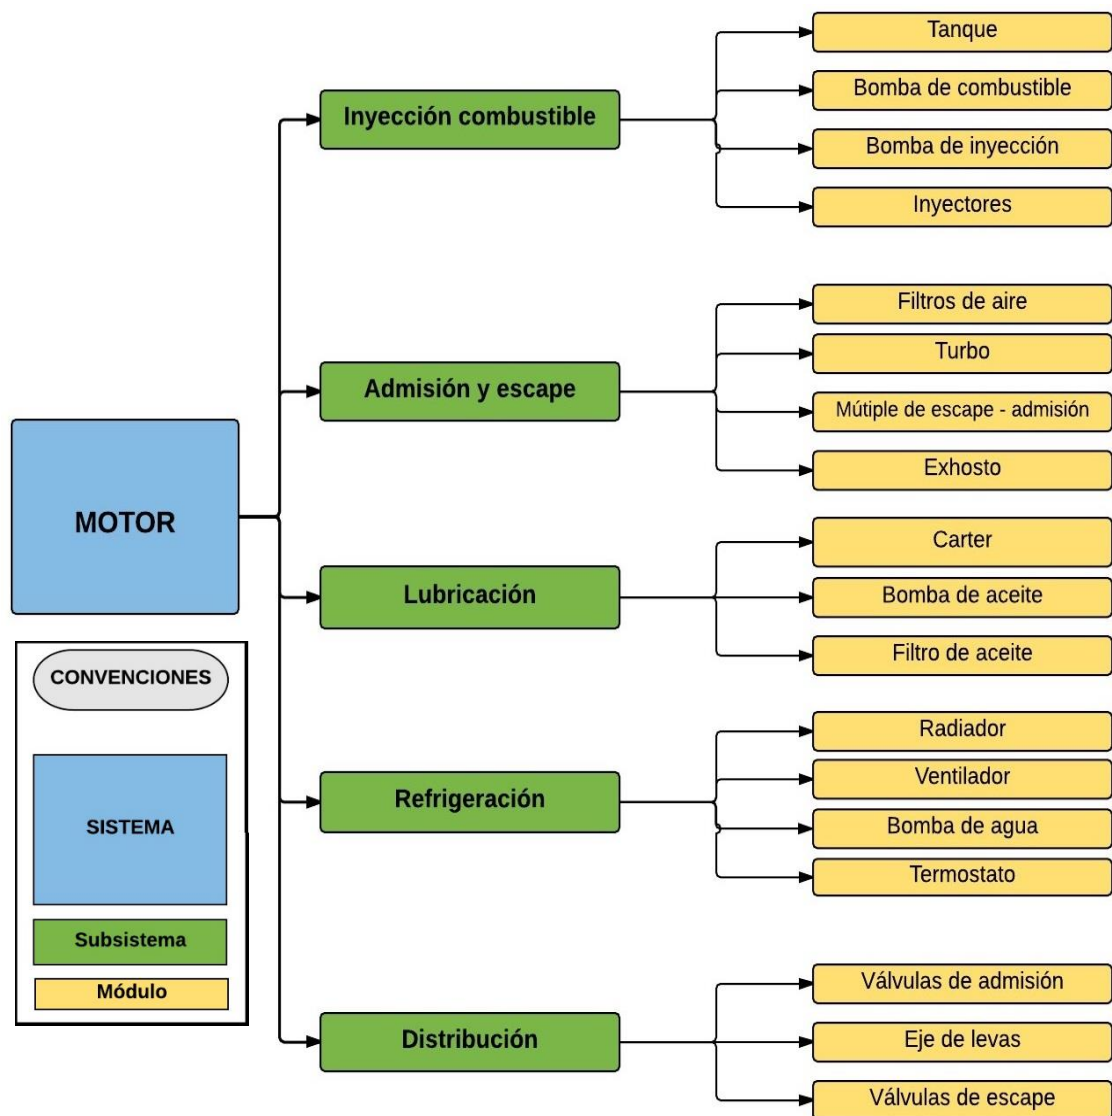 MOTOR
Inyección combustible
Tanque
Bomba de combustible
Bomba de inyección
Inyectores
Admisión y escape
Filtros de aire
Turbo
Mútiple de escape - admisión
Exhosto
Lubricación
Carter
Bomba de aceite
Filtro de aceite
Refrigeración
Radiador
Ventilador
Bomba de agua
Termostato
Distribución
Válvulas de admisión
Eje de levas
Válvulas de escape
CONVENCIONES
SISTEMA
Subsistema
Módulo